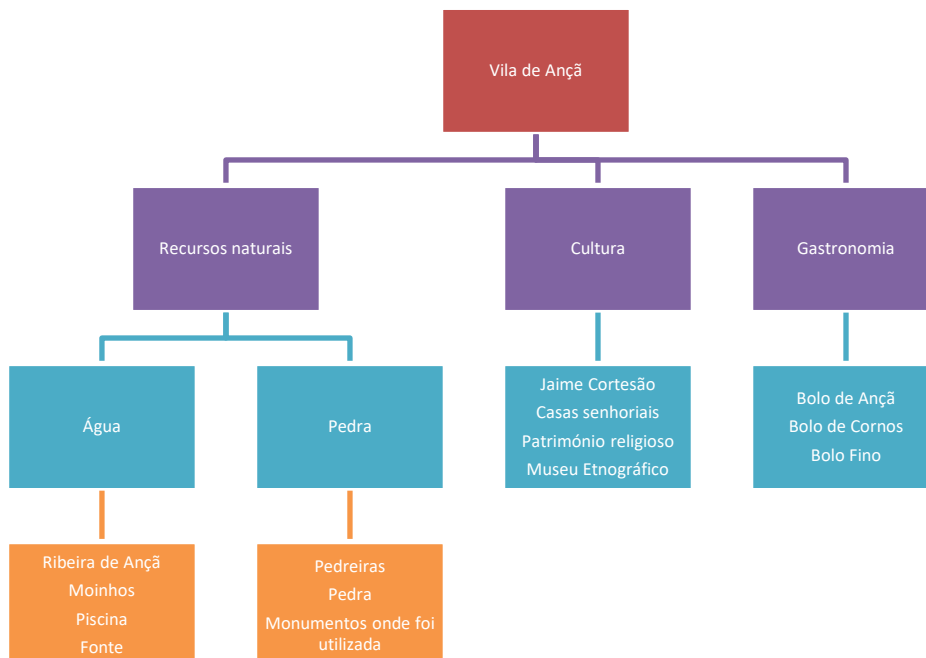 Vila de Ançã
Recursos naturais
Cultura
Gastronomia
Água
Pedra
Jaime Cortesão
Casas senhoriais
Património religioso
Museu Etnográfico
Bolo de Ançã
Bolo de Cornos
Bolo Fino
Ribeira de Ançã
Moinhos
Piscina
Fonte
Pedreiras
Pedra
Monumentos onde foi
utilizada